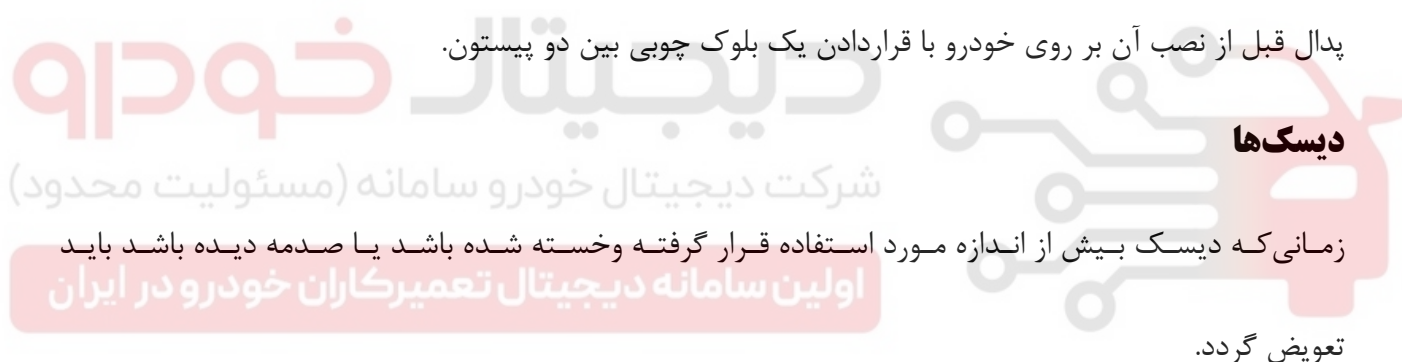 پدال قبل از نصب آن بر روی خودرو با قراردادن یک بلوک چوبی بین دو پیستون.
دیجیتال خودرو
دیسک‌ها
شرکت دیجیتال خودرو سامانه (مسئولیت محدود)
زمانی‌که دیسک بیش از اندازه مورد استفاده قرار گرفته وخسته شده باشد یا صدمه دیده باشد باید
اولین سامانه دیجیتال تعمیرکاران خودرو در ایران
تعویض گردد.